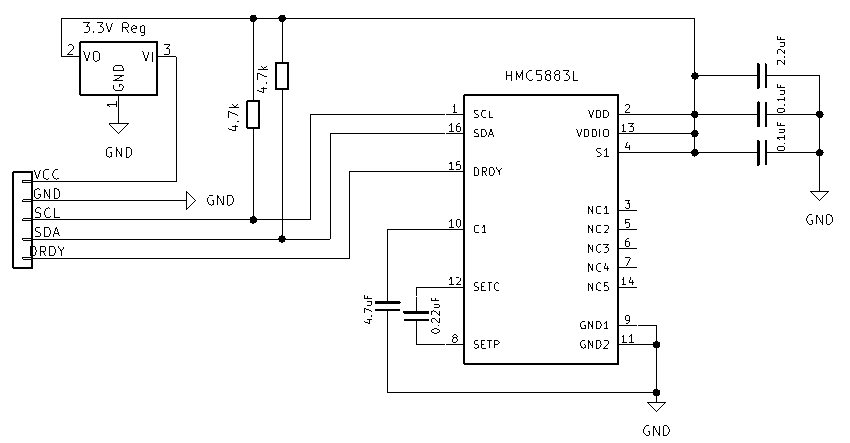 3.3V Reg
2 VO VI 3
GND
1
GND
4.7k
4.7k
VCC
GND
SCL
SDA
DRDY
GND
HMC5883L
1 SCL
16 SDA
15 DRDY
10 C1
12 SETC
8 SETP
VDD 2
VDDIO 13
S1 4
NC1 3
NC2 5
NC3 6
NC4 7
NC5 14
GND1 9
GND2 11
4.7uF
0.22uF
2.2uF
0.1uF
0.1uF
GND
GND